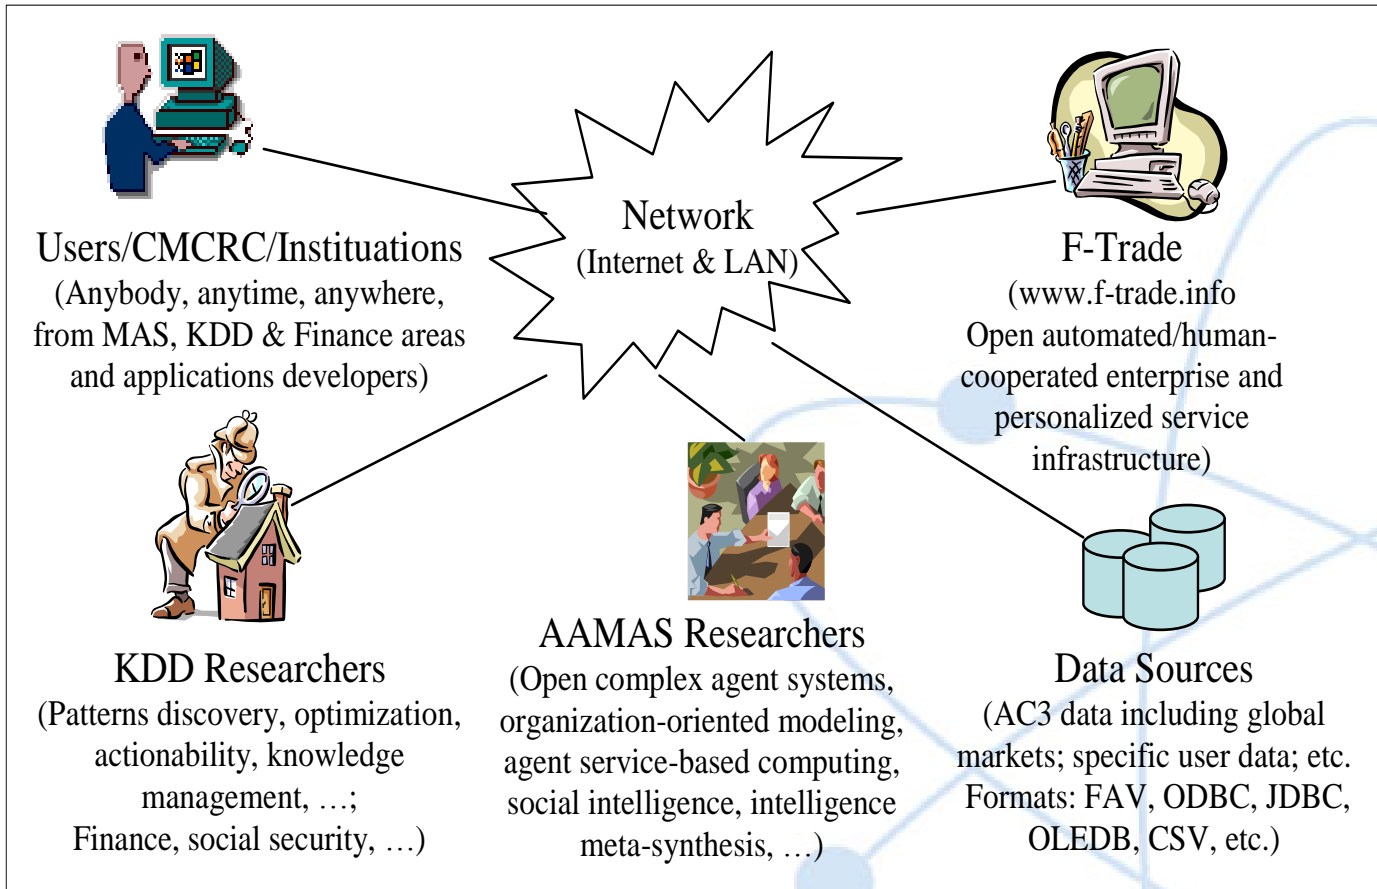 Network
(Internet & LAN)
Users/CMCRC/Instituations
(Anybody, anytime, anywhere,
from MAS, KDD & Finance areas
and applications developers)
F-Trade
(www.f-trade.info
Open automated/human-
cooperated enterprise and
personalized service
infrastructure)
KDD Researchers
(Patterns discovery, optimization,
actionability, knowledge
management, …;
Finance, social security, …)
AAMAS Researchers
(Open complex agent systems,
organization-oriented modeling,
agent service-based computing,
social intelligence, intelligence
meta-synthesis, …)
Data Sources
(AC3 data including global
markets; specific user data; etc.
Formats: FAV, ODBC, JDBC,
OLEDB, CSV, etc.)